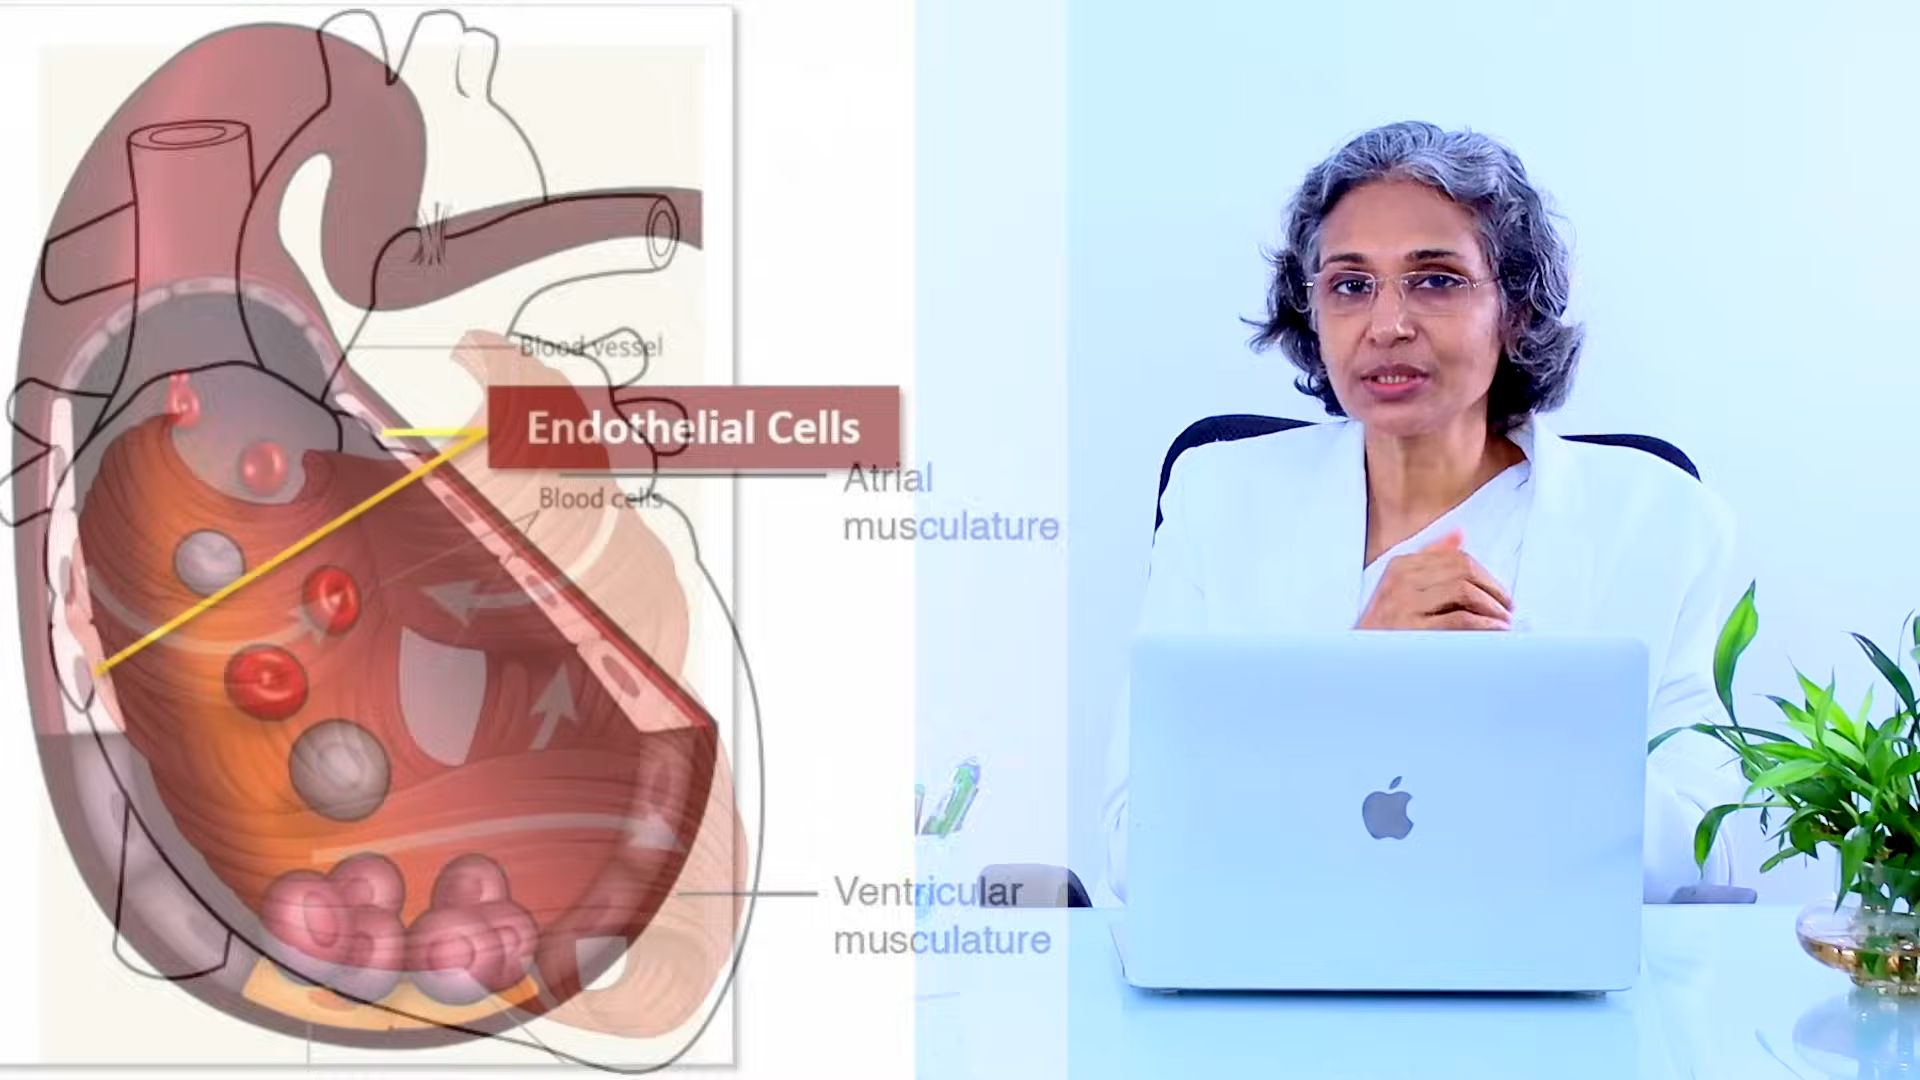 Blood vessel
Endothelial Cells
Blood cells
Atrial
musculature
Ventricular
musculature